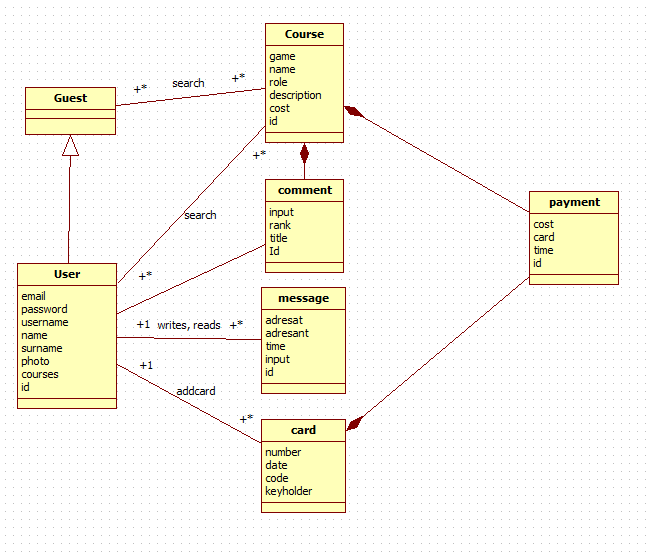 Course
game
name
role
description
cost
id
+*
search
+*
Guest
+*
comment
input
rank
title
Id
payment
cost
card
time
id
search
User
email
password
username
name
surname
photo
courses
id
+*
message
adresat
adresant
time
input
id
+1 writes, reads +*
+1
addcard
+*
card
number
date
code
keyholder